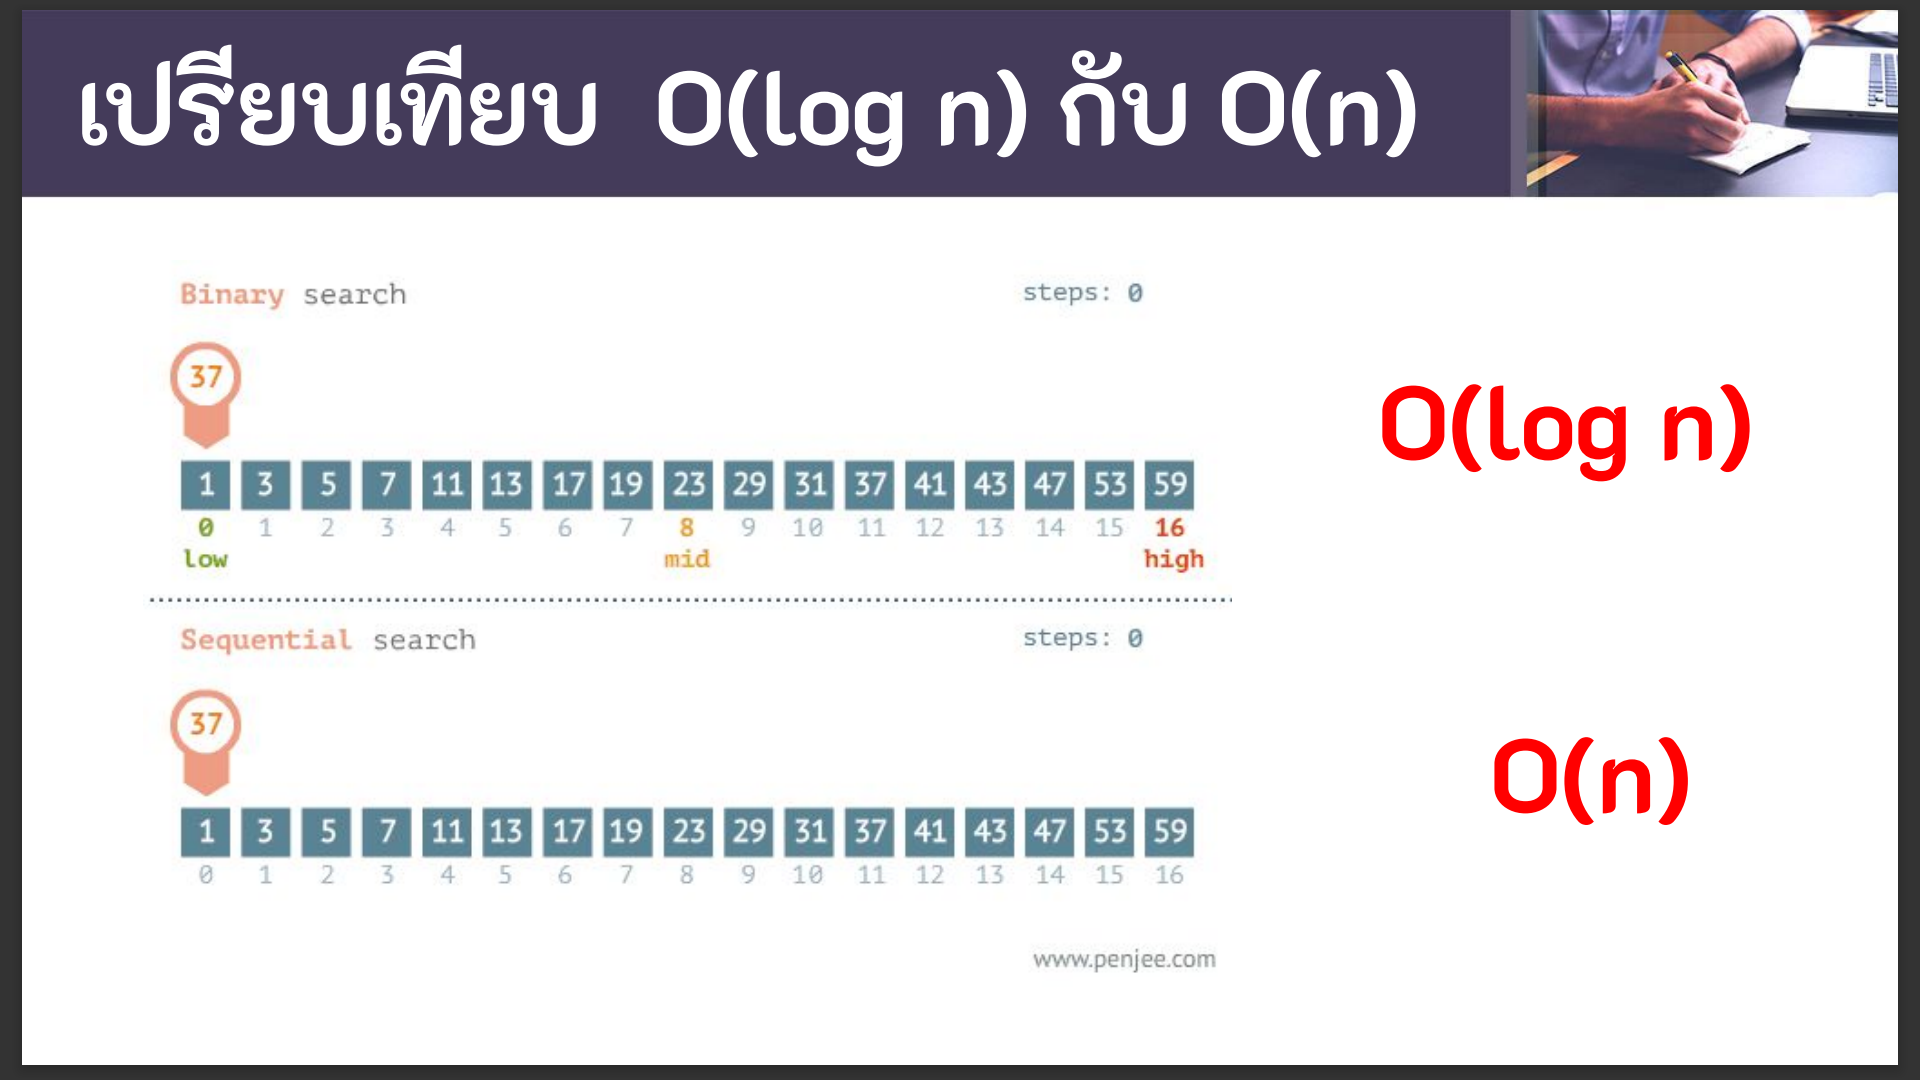 เปรียบเทียบ O(log n) กับ O(n)
Binary search steps: 0
37
O(log n)
1 3 5 7 11 13 17 19 23 29 31 37 41 43 47 53 59
0 1 2 3 4 5 6 7 8 9 10 11 12 13 14 15 16
low mid high
Sequential search steps: 0
37
O(n)
1 3 5 7 11 13 17 19 23 29 31 37 41 43 47 53 59
0 1 2 3 4 5 6 7 8 9 10 11 12 13 14 15 16
www.penjee.com